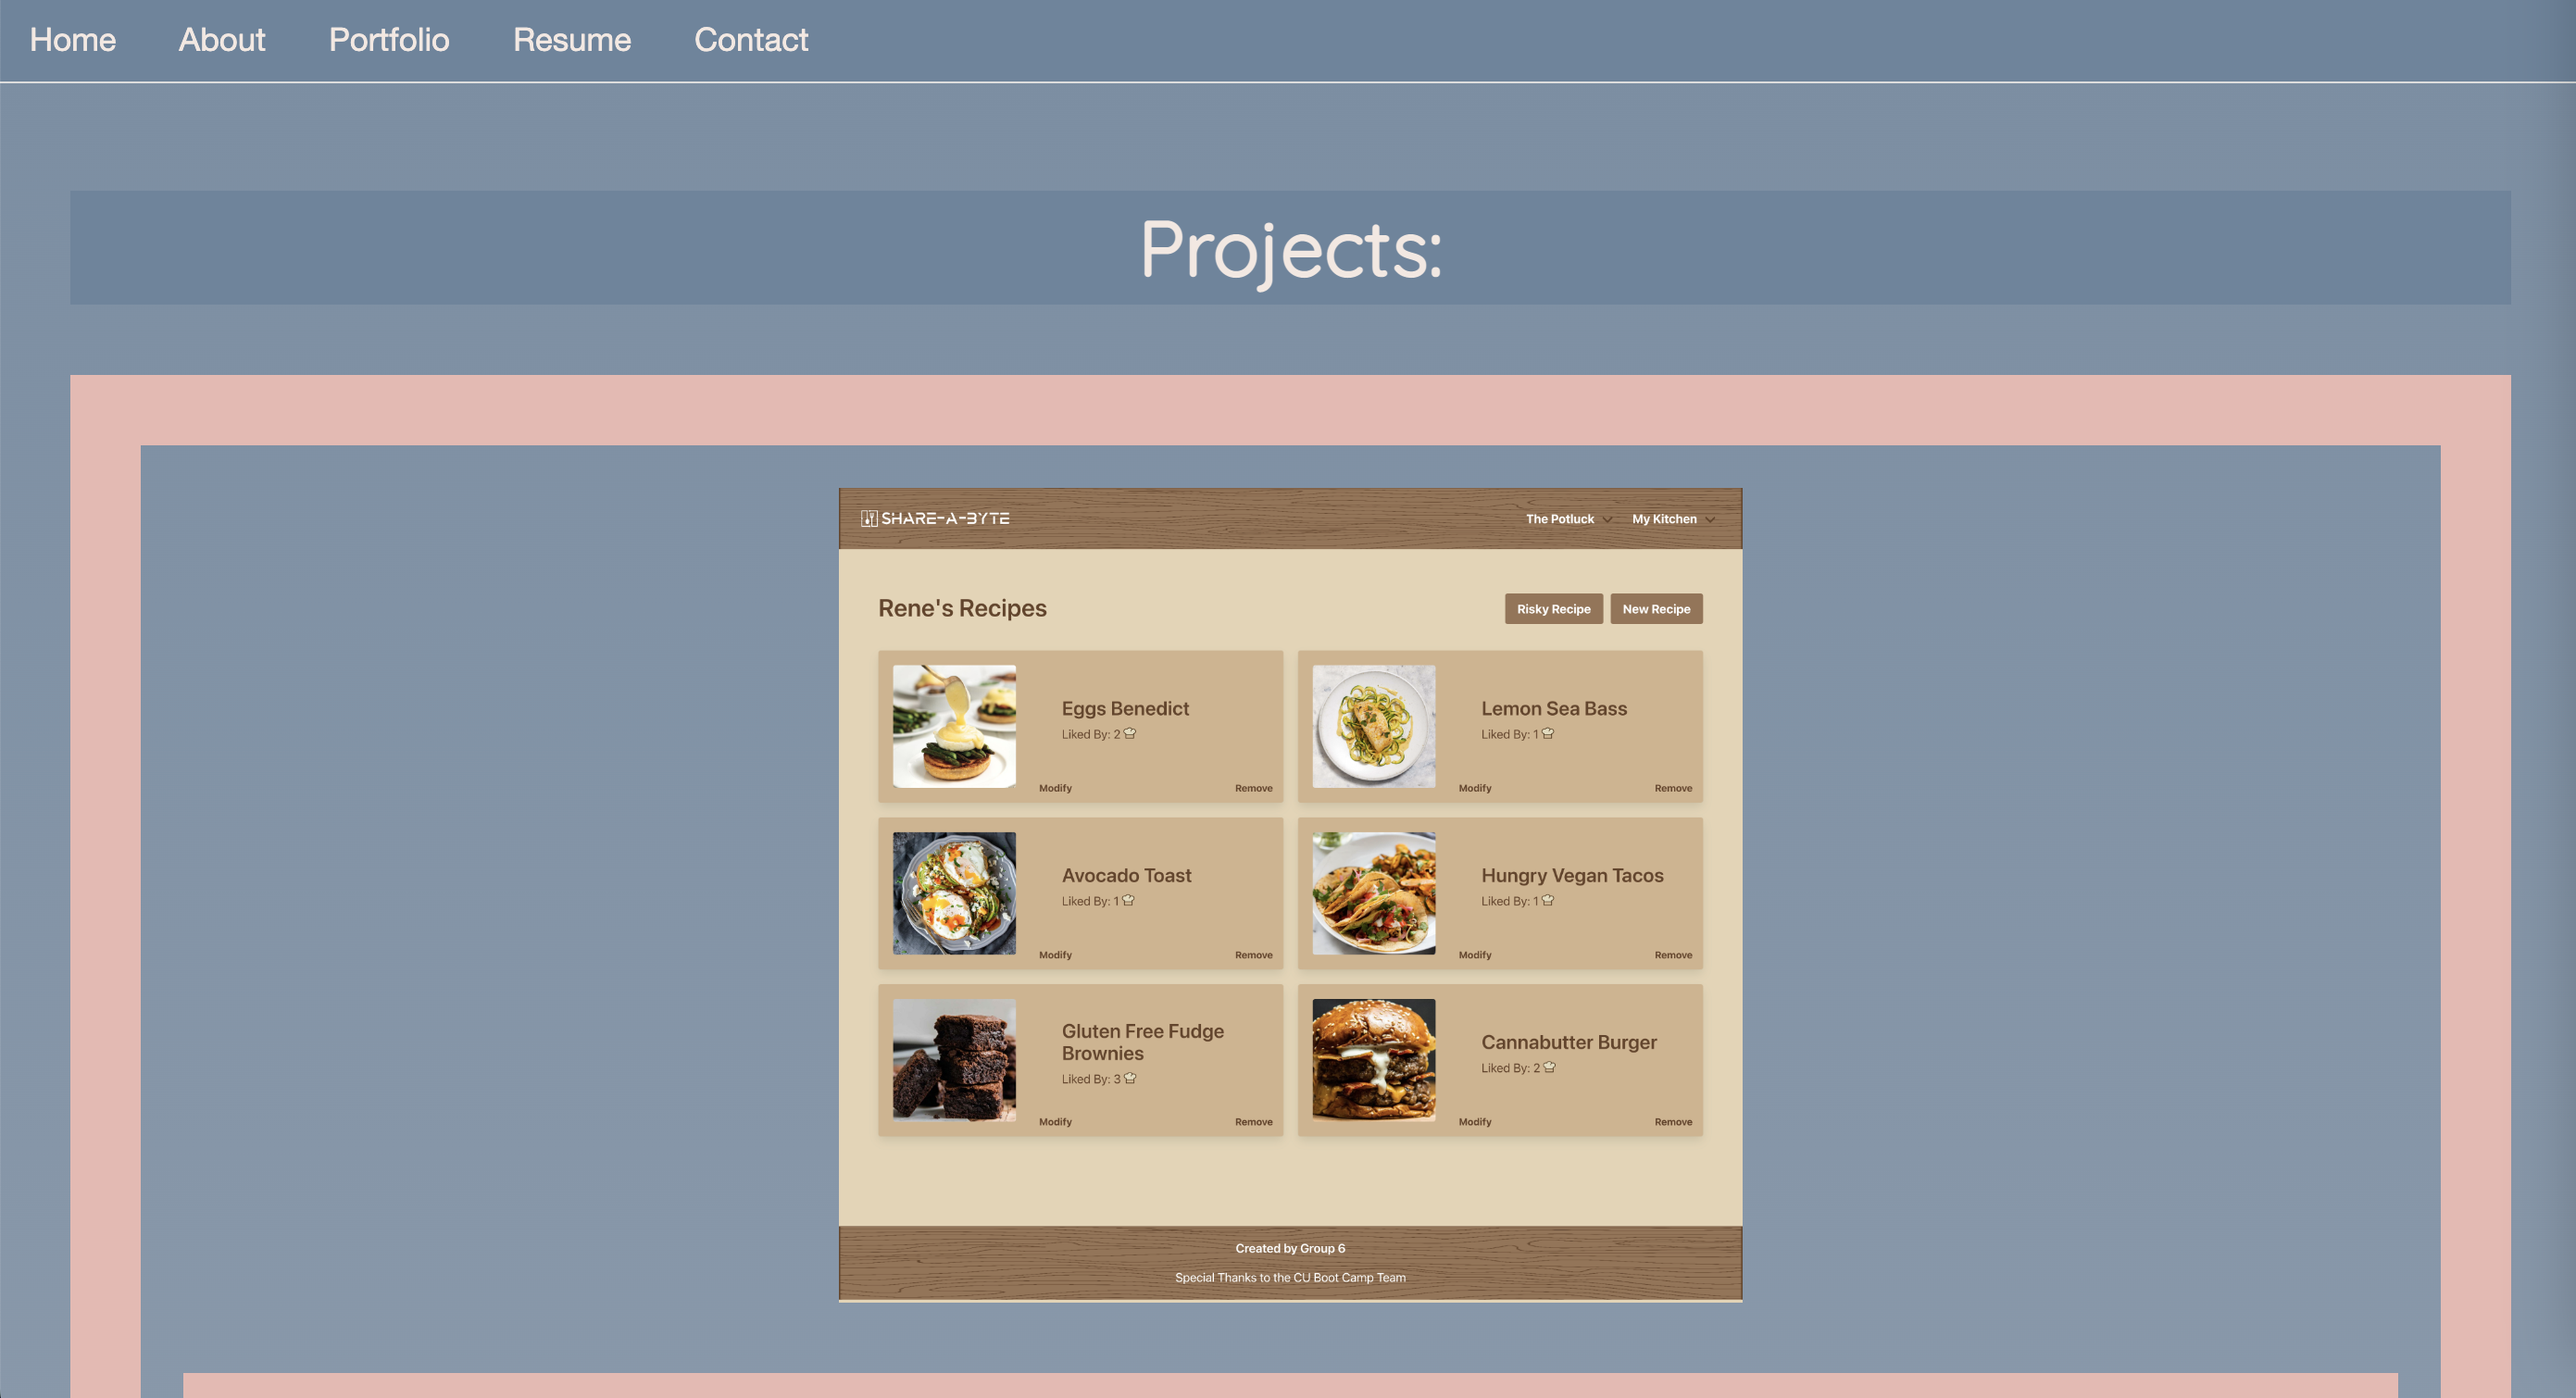 Home About Portfolio Resume Contact
Projects:
SHARE-A-BYTE The Potluck My Kitchen
Rene's Recipes Risky Recipe New Recipe
Eggs Benedict
Liked By: 2
Modify Remove
Lemon Sea Bass
Liked By: 1
Modify Remove
Avocado Toast
Liked By: 1
Modify Remove
Hungry Vegan Tacos
Liked By: 1
Modify Remove
Gluten Free Fudge
Brownies
Liked By: 3
Modify Remove
Cannabutter Burger
Liked By: 2
Modify Remove
Created by Group 6
Special Thanks to the CU Boot Camp Team